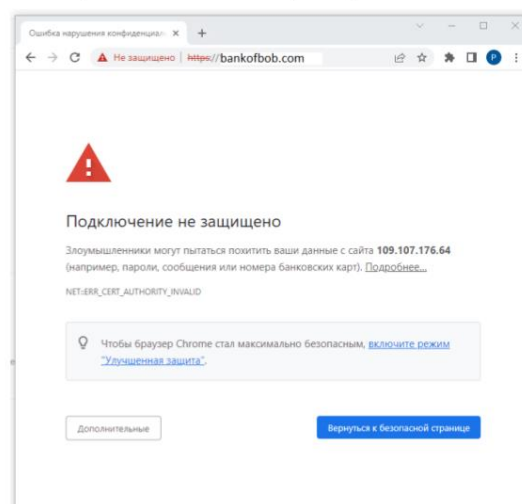 Ошибка нарушения конфиденциал
Не защищено https://bankofbob.com
P
Подключение не защищено
Злоумышленники могут пытаться похитить ваши данные с сайта 109.107.176.64
(например, пароли, сообщения или номера банковских карт). Подробнее...
NET::ERR_CERT_AUTHORITY_INVALID
Чтобы браузер Chrome стал максимально безопасным, включите режим
"Улучшенная защита".
Дополнительные Вернуться к безопасной странице